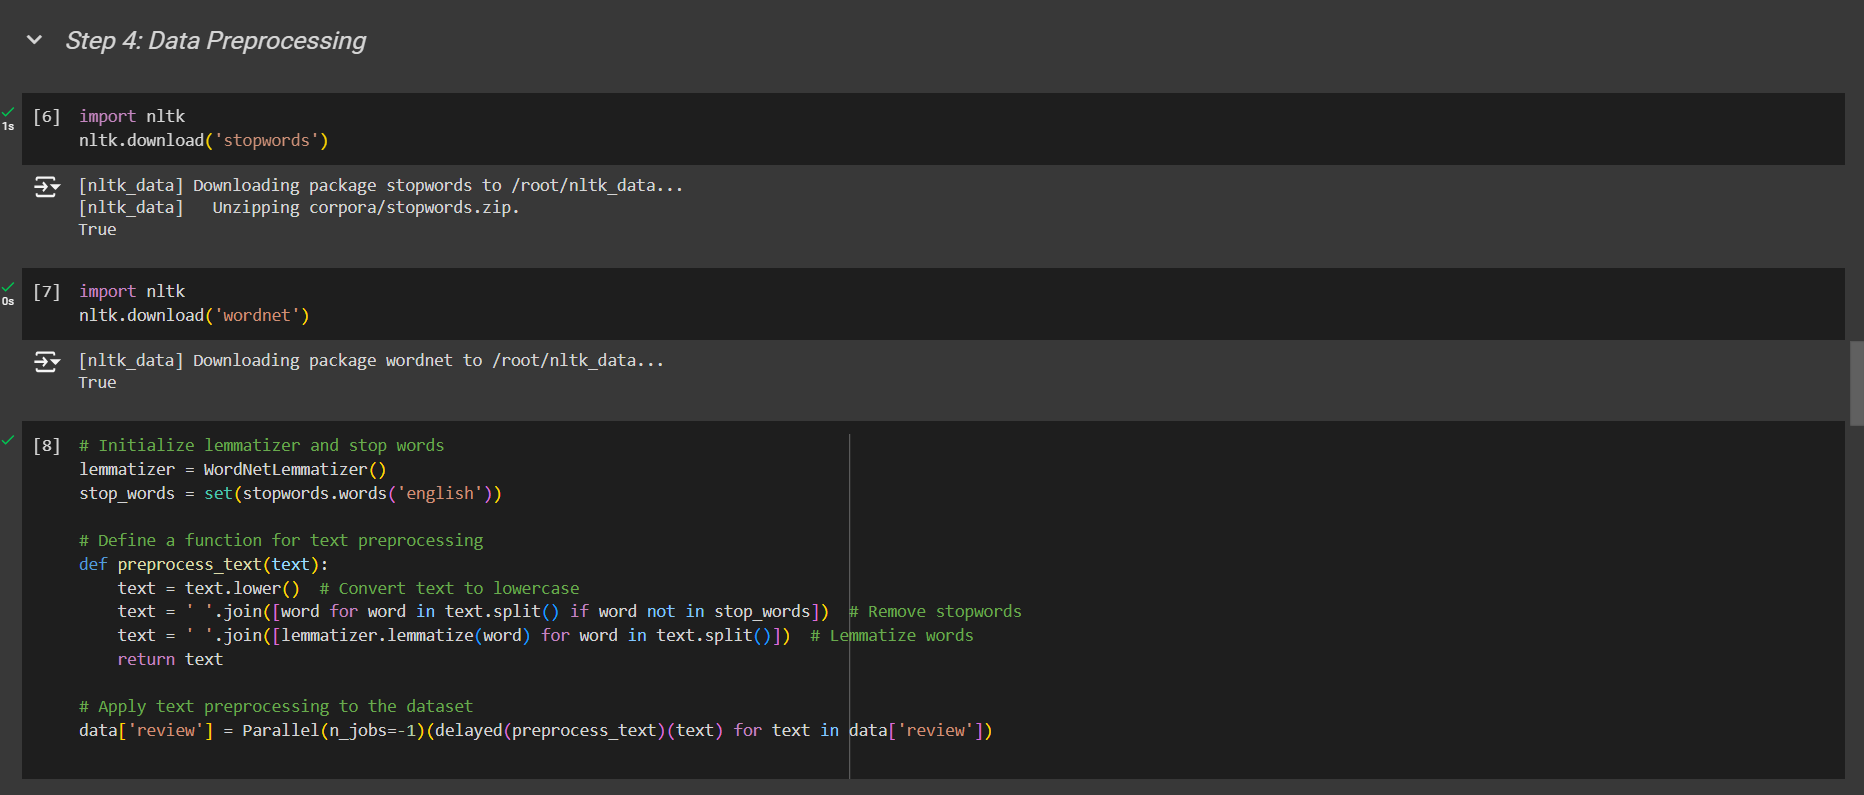 Step 4: Data Preprocessing
1s
[6] import nltk
nltk.download('stopwords')
[nltk_data] Downloading package stopwords to /root/nltk_data...
[nltk_data]   Unzipping corpora/stopwords.zip.
True
0s
[7] import nltk
nltk.download('wordnet')
[nltk_data] Downloading package wordnet to /root/nltk_data...
True
[8] # Initialize lemmatizer and stop words
lemmatizer = WordNetLemmatizer()
stop_words = set(stopwords.words('english'))
# Define a function for text preprocessing
def preprocess_text(text):
    text = text.lower()  # Convert text to lowercase
    text = ' '.join([word for word in text.split() if word not in stop_words])  # Remove stopwords
    text = ' '.join([lemmatizer.lemmatize(word) for word in text.split()])  # Lemmatize words
    return text
# Apply text preprocessing to the dataset
data['review'] = Parallel(n_jobs=-1)(delayed(preprocess_text)(text) for text in data['review'])